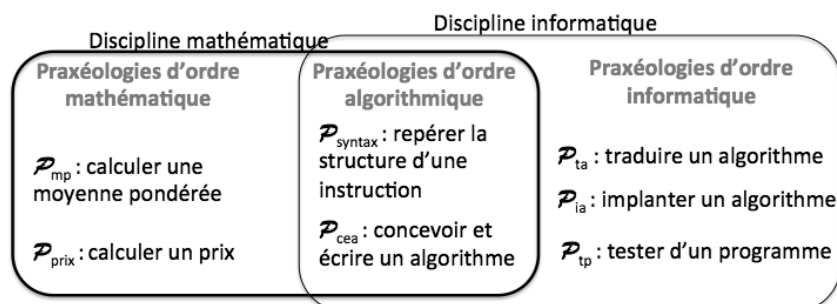 Discipline informatique
Discipline mathématique
Praxéologies d'ordre
mathématique
𝓟mp : calculer une
moyenne pondérée
𝓟prix : calculer un prix
Praxéologies d'ordre
algorithmique
𝓟syntax : repérer la
structure d'une
instruction
𝓟cea : concevoir et
écrire un algorithme
Praxéologies d'ordre
informatique
𝓟ta : traduire un algorithme
𝓟ia : implanter un algorithme
𝓟tp : tester d'un programme